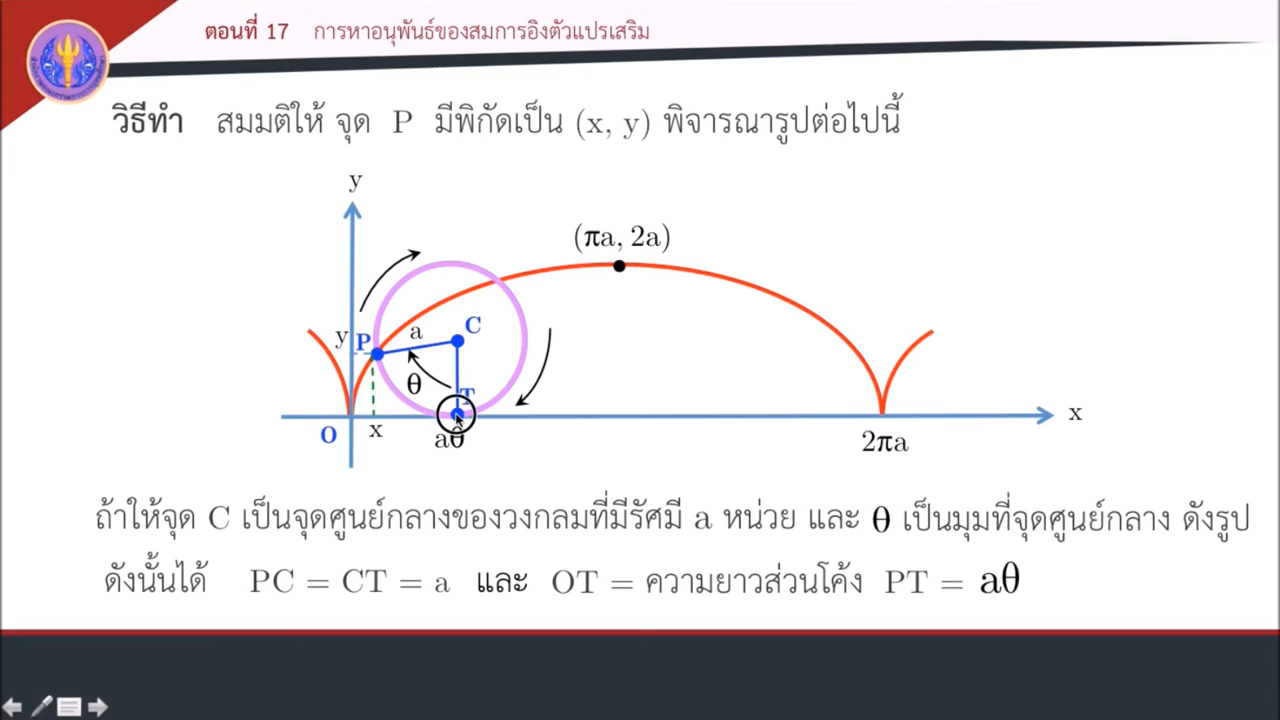 ตอนที่ 17 การหาอนุพันธ์ของสมการอิงตัวแปรเสริม
วิธีทำ สมมติให้ จุด P มีพิกัดเป็น (x, y) พิจารณารูปต่อไปนี้
y
(πa, 2a)
y P a C
θ
T
O x aθ 2πa x
ถ้าให้จุด C เป็นจุดศูนย์กลางของวงกลมที่มีรัศมี a หน่วย และ θ เป็นมุมที่จุดศูนย์กลาง ดังรูป
ดังนั้นได้ PC = CT = a และ OT = ความยาวส่วนโค้ง PT = aθ